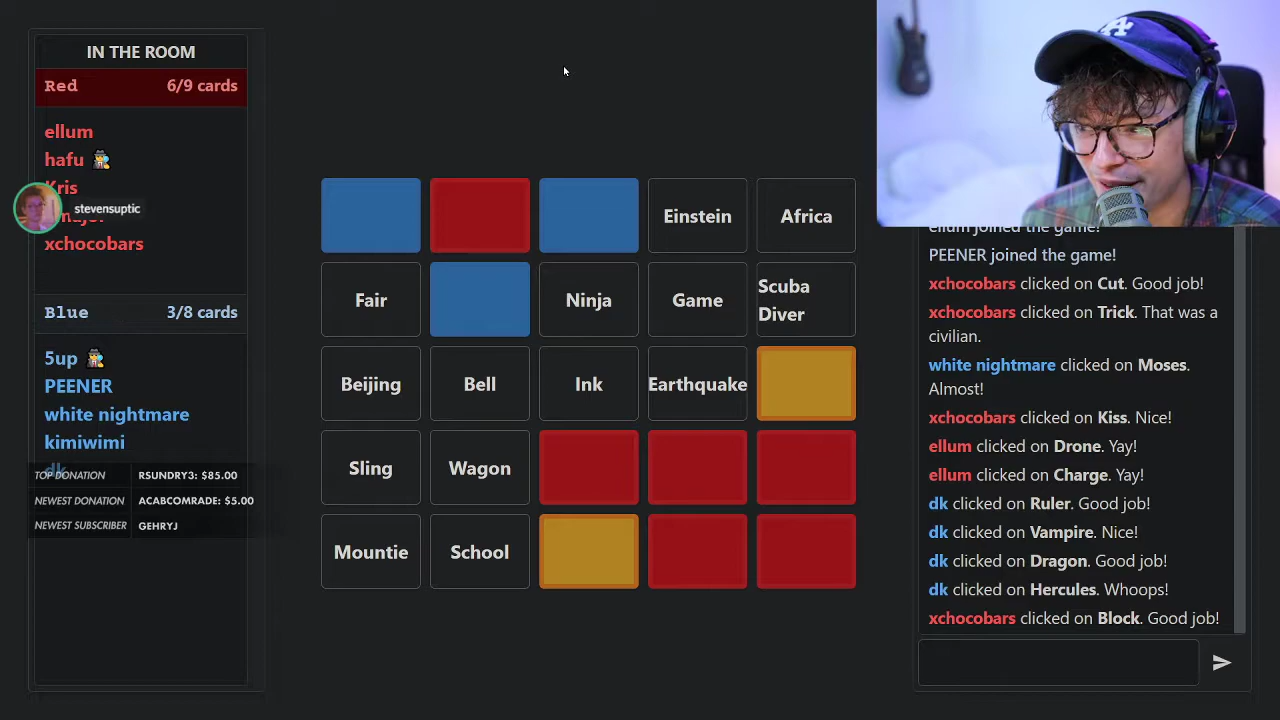 IN THE ROOM
Red 6/9 cards
ellum
hafu
Kris
stevensuptic
xchocobars
Blue 3/8 cards
5up
PEENER
white nightmare
kimiwimi
dk
TOP DONATION RSUNDRY3: $85.00
NEWEST DONATION ACABCOMRADE: $5.00
NEWEST SUBSCRIBER GEHRYJ
Einstein Africa
Fair Ninja Game Scuba
Diver
Beijing Bell Ink Earthquake
Sling Wagon
Mountie School
ellum joined the game!
PEENER joined the game!
xchocobars clicked on Cut. Good job!
xchocobars clicked on Trick. That was a
civilian.
white nightmare clicked on Moses.
Almost!
xchocobars clicked on Kiss. Nice!
ellum clicked on Drone. Yay!
ellum clicked on Charge. Yay!
dk clicked on Ruler. Good job!
dk clicked on Vampire. Nice!
dk clicked on Dragon. Good job!
dk clicked on Hercules. Whoops!
xchocobars clicked on Block. Good job!